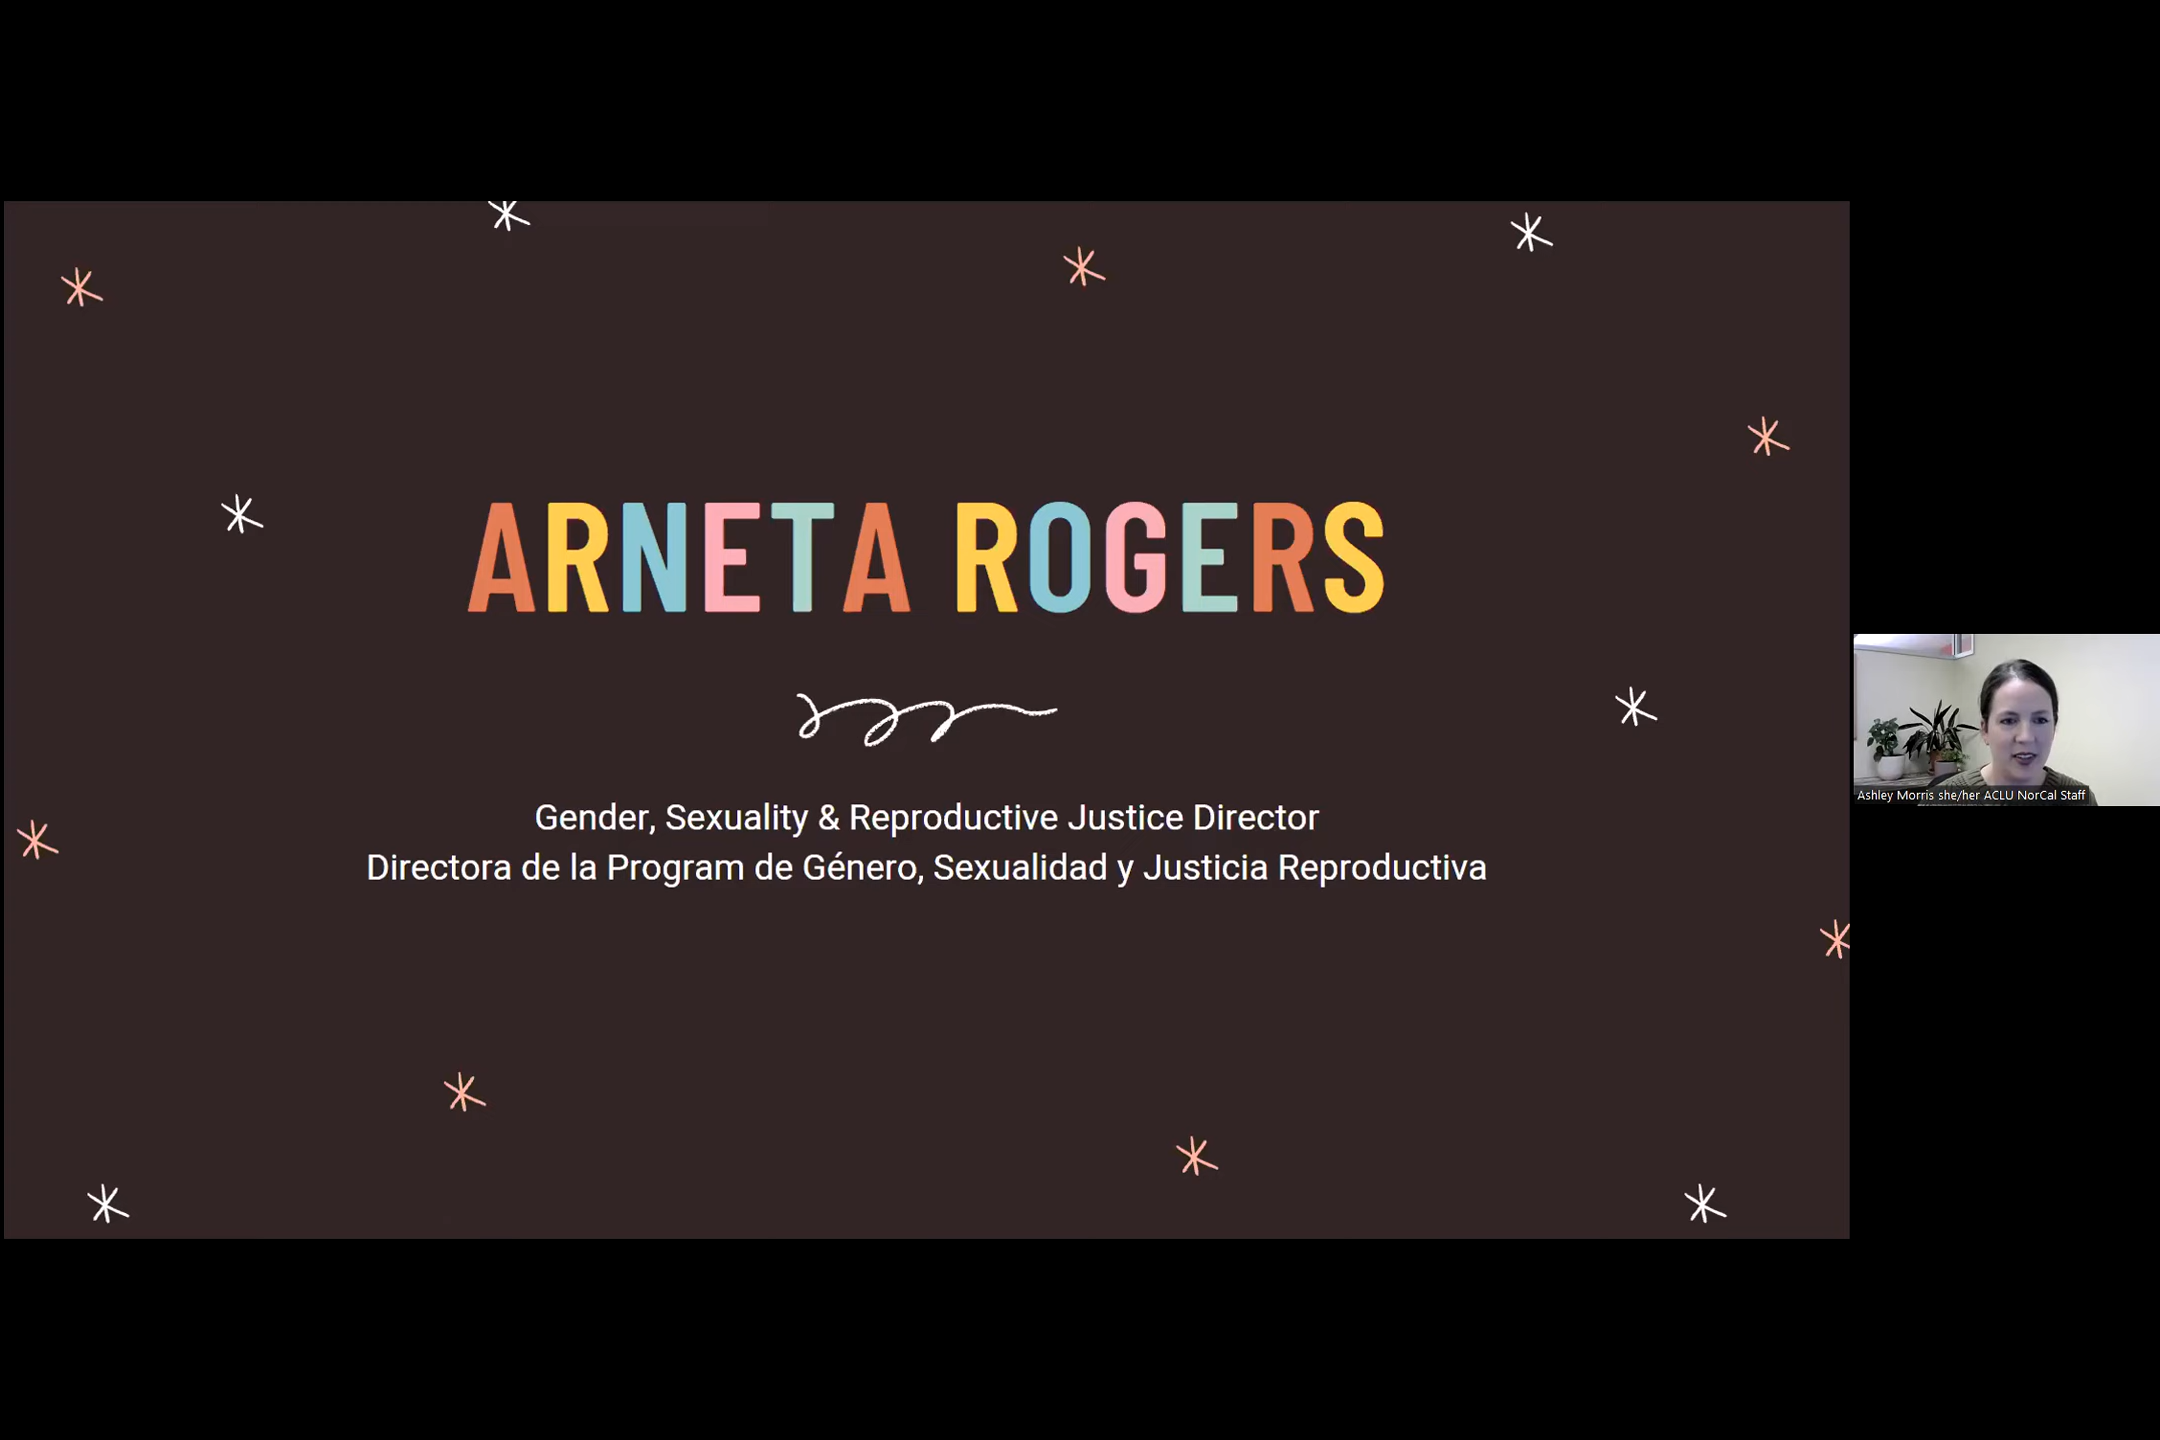 ARNETA ROGERS
Gender, Sexuality & Reproductive Justice Director
Directora de la Program de Género, Sexualidad y Justicia Reproductiva
Ashley Morris she/her ACLU NorCal Staff